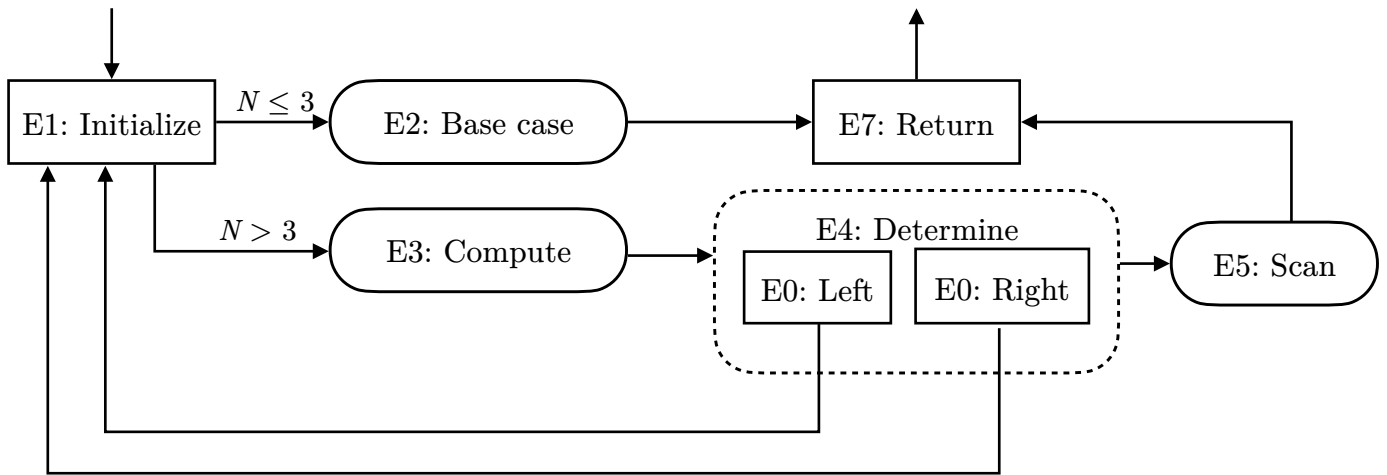 E1: Initialize
N ≤ 3
E2: Base case
E7: Return
N > 3
E3: Compute
E4: Determine
E0: Left
E0: Right
E5: Scan